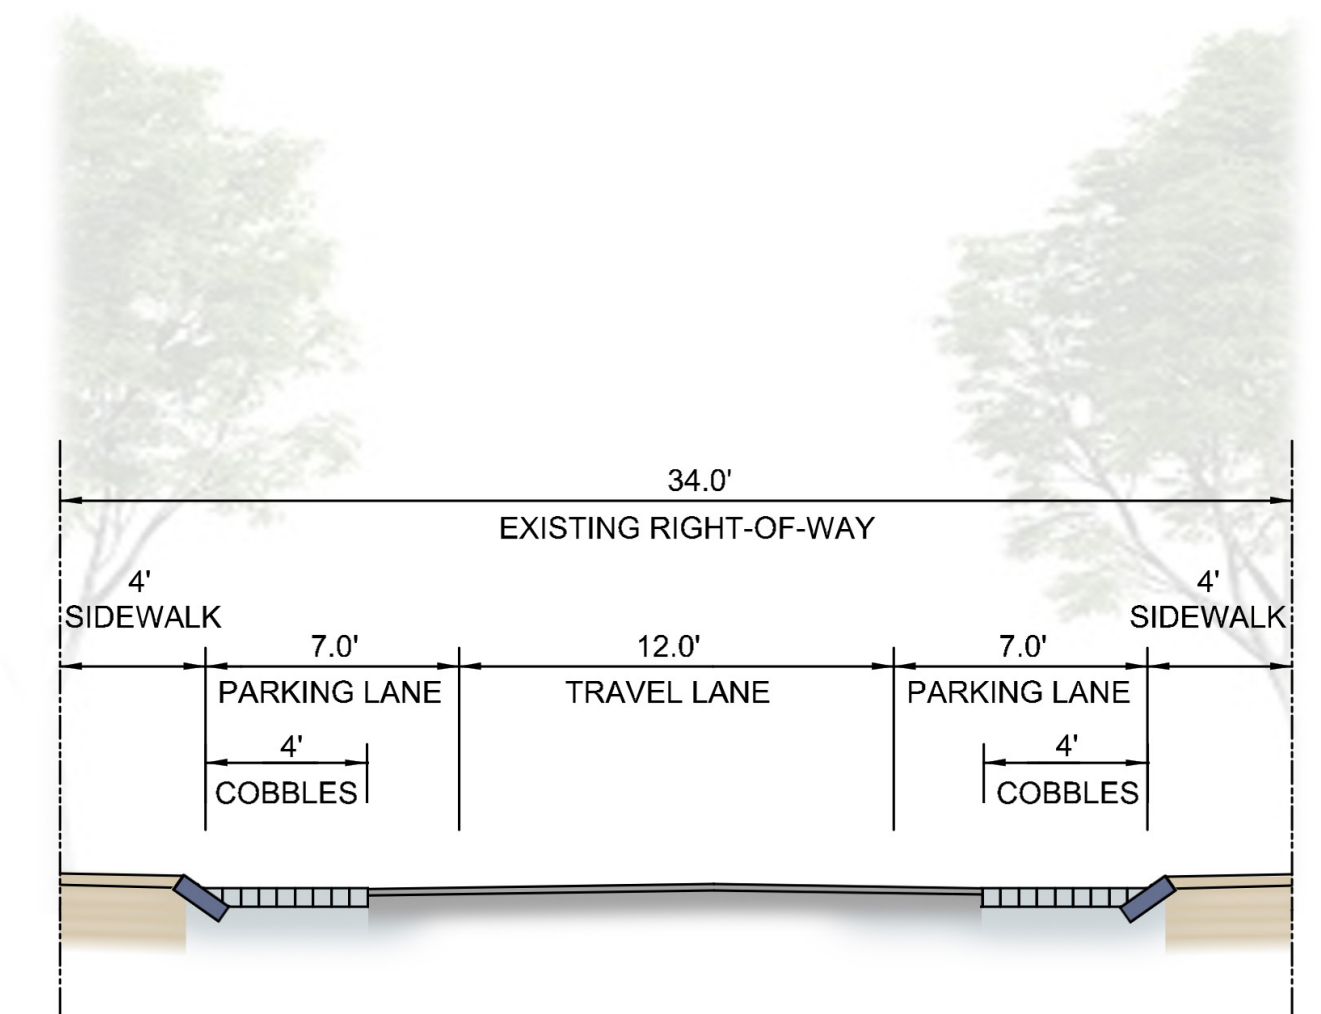 34.0'
EXISTING RIGHT-OF-WAY
4'
SIDEWALK
4'
SIDEWALK
7.0'
PARKING LANE
12.0'
TRAVEL LANE
7.0'
PARKING LANE
4'
COBBLES
4'
COBBLES